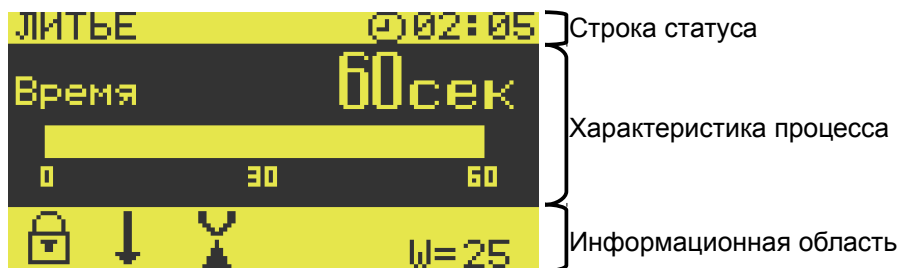 ЛИТЬЕ 02:05 Строка статуса
Время 60сек
Характеристика процесса
0 30 60
W=25 Информационная область